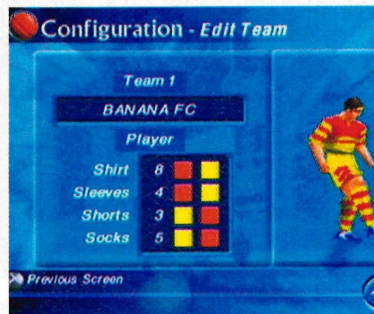 Configuration - Edit Team
Team 1
BANANA FC
Player
Shirt 8
Sleeves 4
Shorts 3
Socks 5
Previous Screen